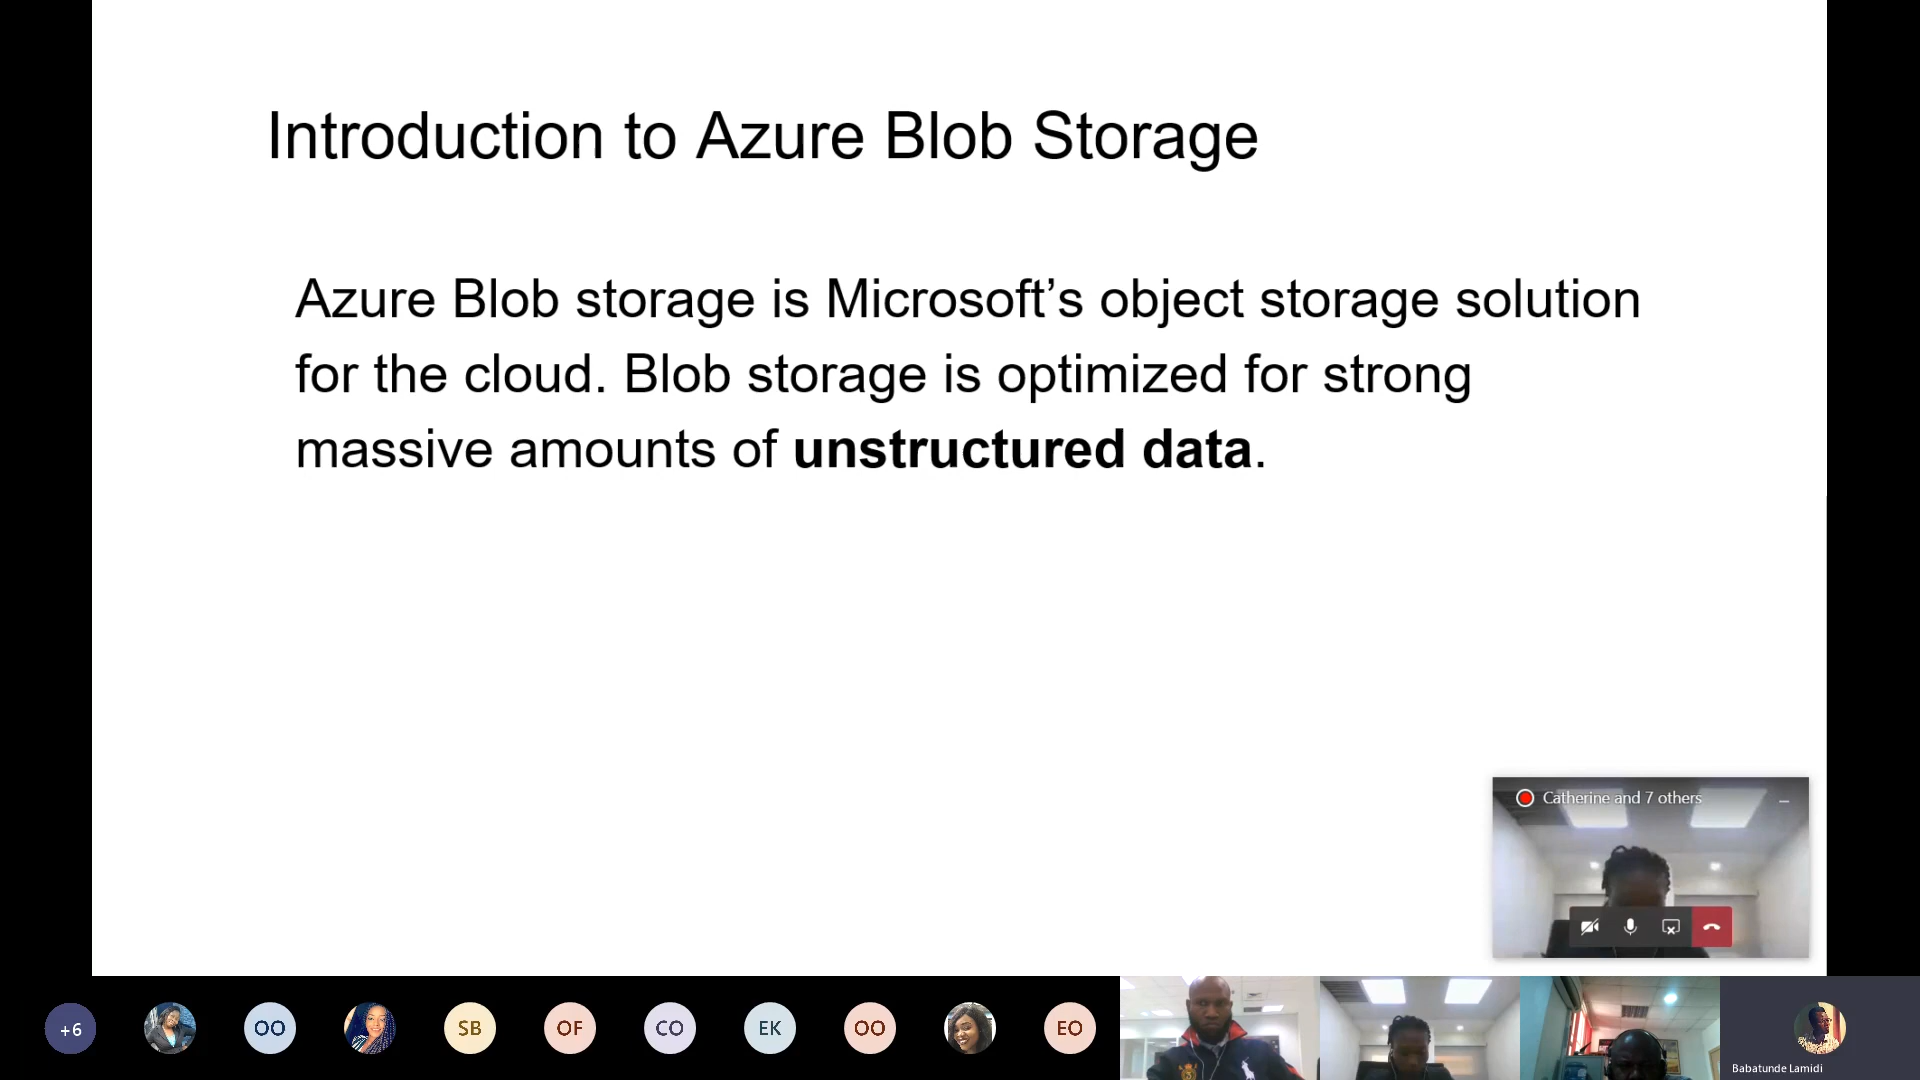 Introduction to Azure Blob Storage
Azure Blob storage is Microsoft’s object storage solution
for the cloud. Blob storage is optimized for strong
massive amounts of unstructured data.
Catherine and 7 others
+6
OO
SB
OF
CO
EK
OO
EO
Babatunde Lamidi